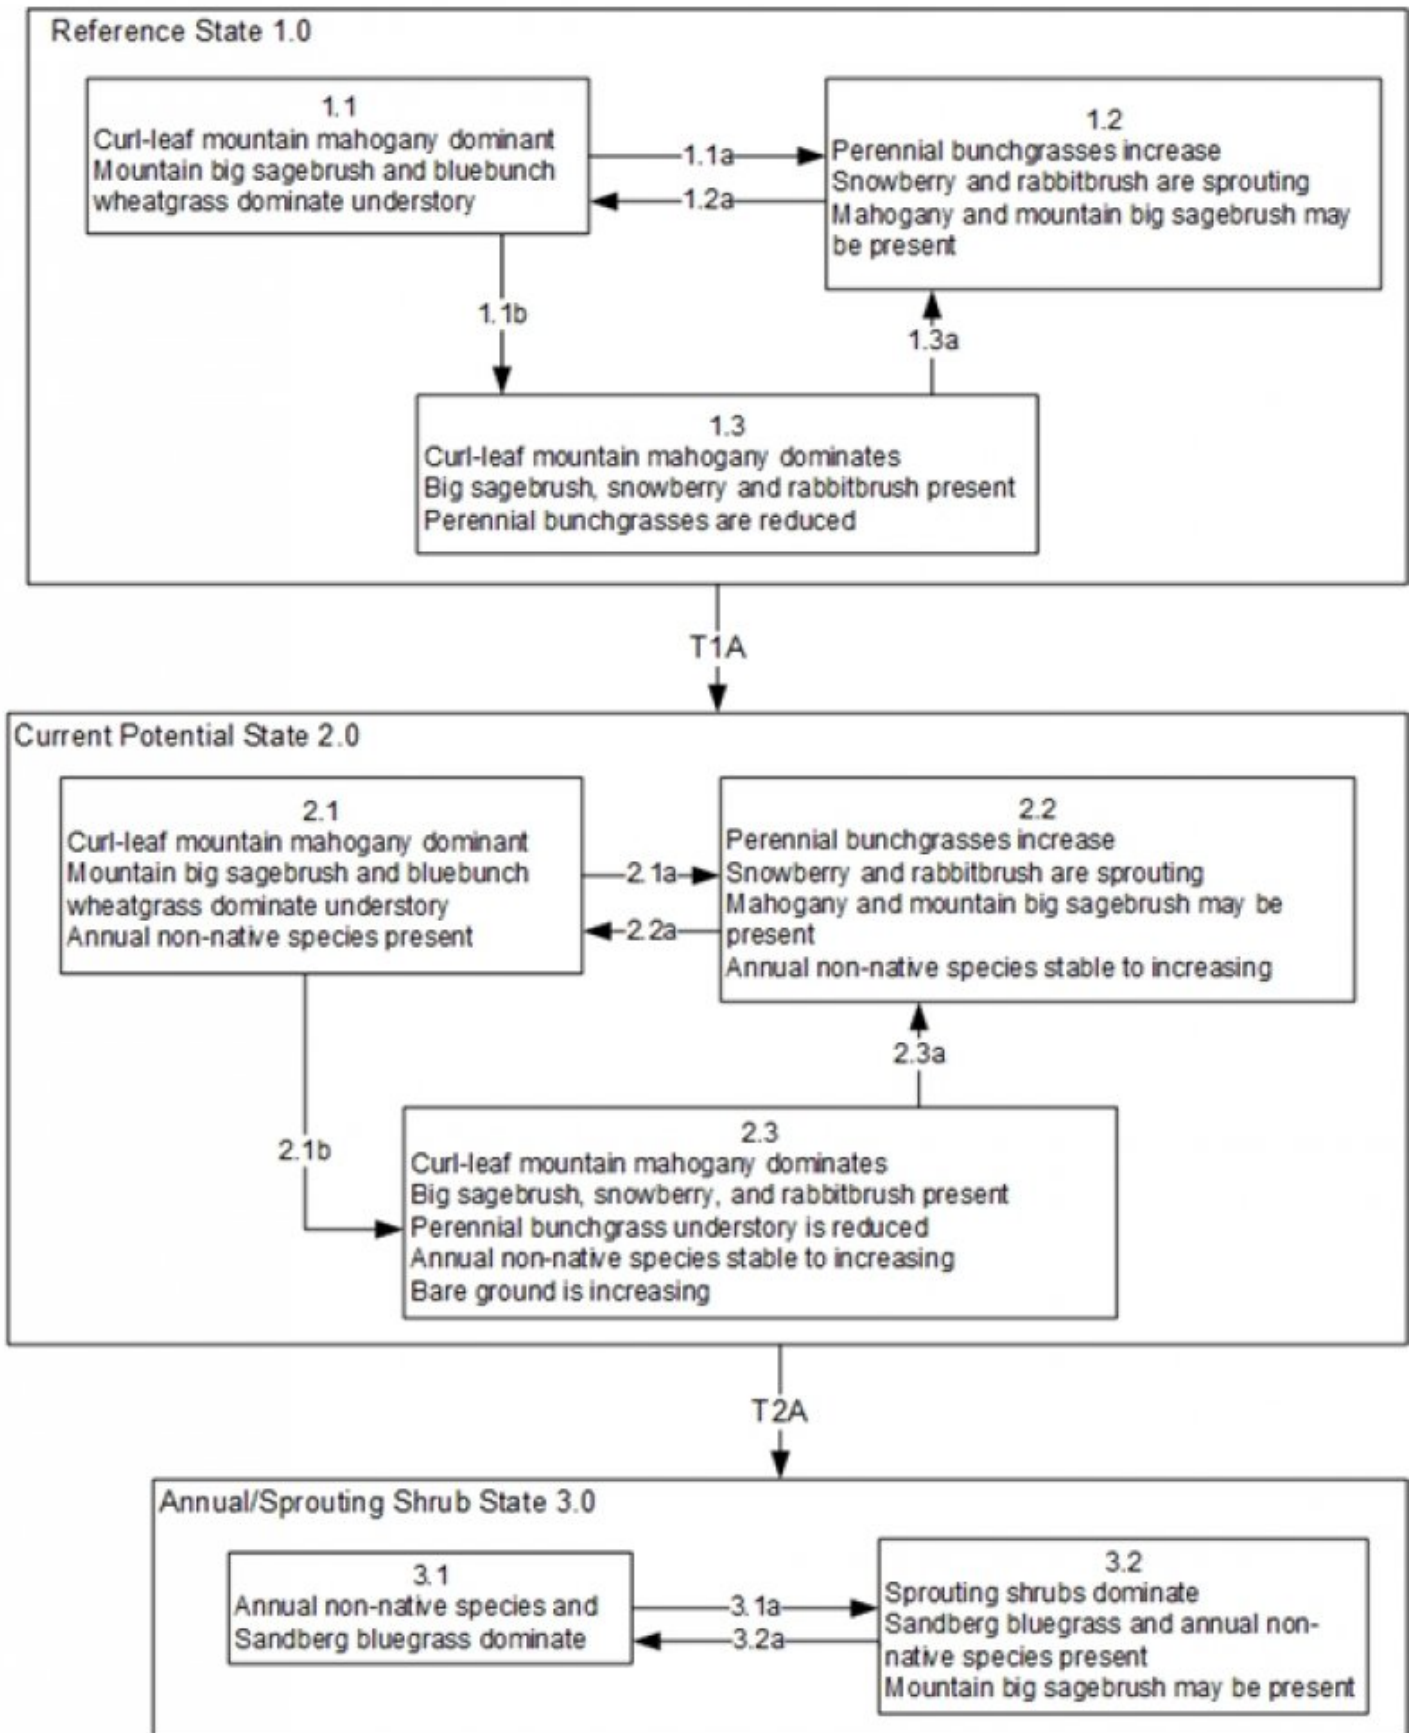 Reference State 1.0
1.1
Curl-leaf mountain mahogany dominant
Mountain big sagebrush and bluebunch
wheatgrass dominate understory
1.1a
1.2a
1.2
Perennial bunchgrasses increase
Snowberry and rabbitbrush are sprouting
Mahogany and mountain big sagebrush may
be present
1.1b
1.3a
1.3
Curl-leaf mountain mahogany dominates
Big sagebrush, snowberry and rabbitbrush present
Perennial bunchgrasses are reduced
T1A
Current Potential State 2.0
2.1
Curl-leaf mountain mahogany dominant
Mountain big sagebrush and bluebunch
wheatgrass dominate understory
Annual non-native species present
2.1a
2.2a
2.2
Perennial bunchgrasses increase
Snowberry and rabbitbrush are sprouting
Mahogany and mountain big sagebrush may be
present
Annual non-native species stable to increasing
2.3a
2.1b
2.3
Curl-leaf mountain mahogany dominates
Big sagebrush, snowberry, and rabbitbrush present
Perennial bunchgrass understory is reduced
Annual non-native species stable to increasing
Bare ground is increasing
T2A
Annual/Sprouting Shrub State 3.0
3.1
Annual non-native species and
Sandberg bluegrass dominate
3.1a
3.2a
3.2
Sprouting shrubs dominate
Sandberg bluegrass and annual non-
native species present
Mountain big sagebrush may be present